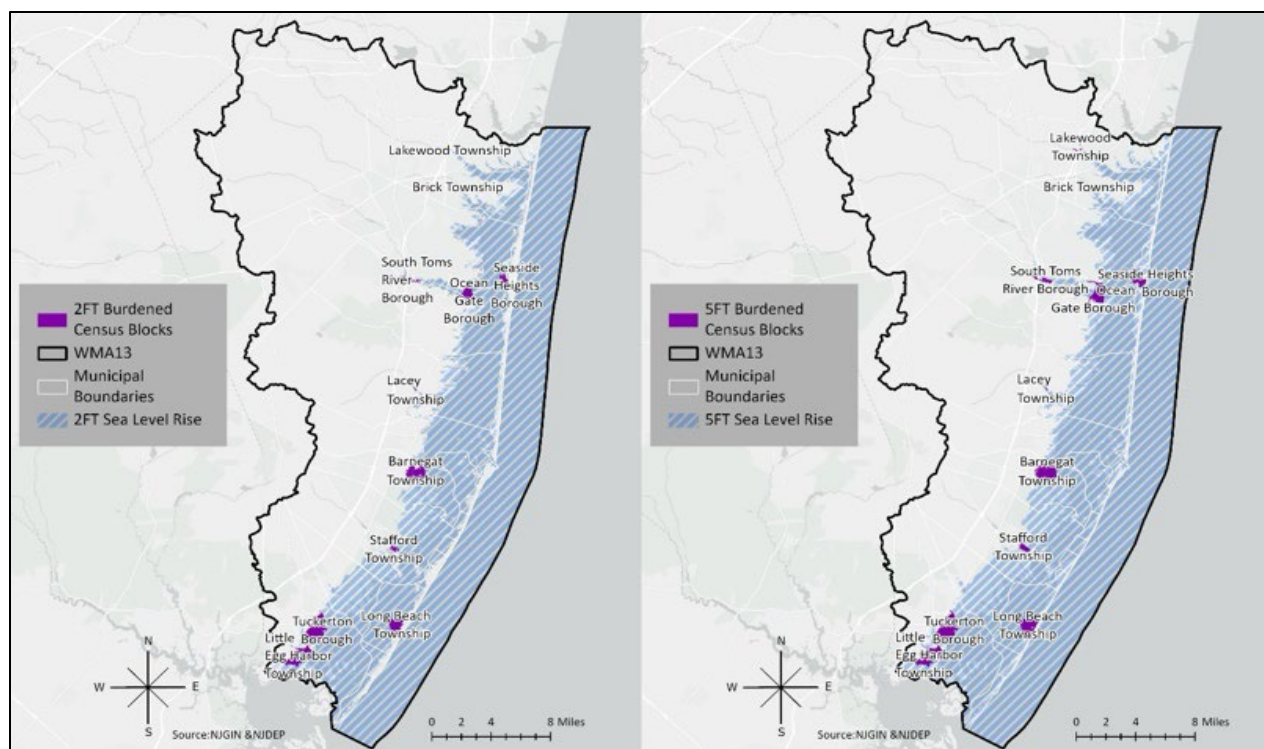 Lakewood Township
Brick Township
South Toms
River
Borough
Ocean
Gate
Borough
Seaside
Heights
Borough
2FT Burdened
Census Blocks
WMA13
Municipal
Boundaries
2FT Sea Level Rise
Lacey
Township
Barnegat
Township
Stafford
Township
Tuckerton
Borough
Long Beach
Township
Little
Egg Harbor
Township
N
W
E
S
Source:NJGIN &NJDEP
0 2 4 8 Miles
Lakewood
Township
Brick Township
South Toms
River Borough
Ocean
Gate Borough
Seaside Heights
Borough
5FT Burdened
Census Blocks
WMA13
Municipal
Boundaries
5FT Sea Level Rise
Lacey
Township
Barnegat
Township
Stafford
Township
Tuckerton
Borough
Long Beach
Township
Little
Egg Harbor
Township
N
W
E
S
Source:NJGIN &NJDEP
0 2 4 8 Miles